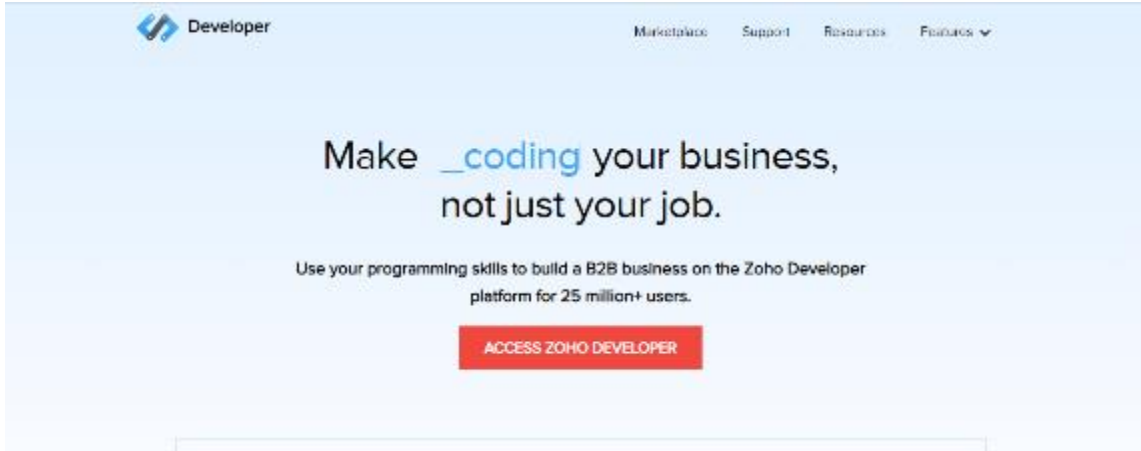 Developer
Marketplace Support Resources Features
Make _coding your business,
not just your job.
Use your programming skills to build a B2B business on the Zoho Developer
platform for 25 million+ users.
ACCESS ZOHO DEVELOPER